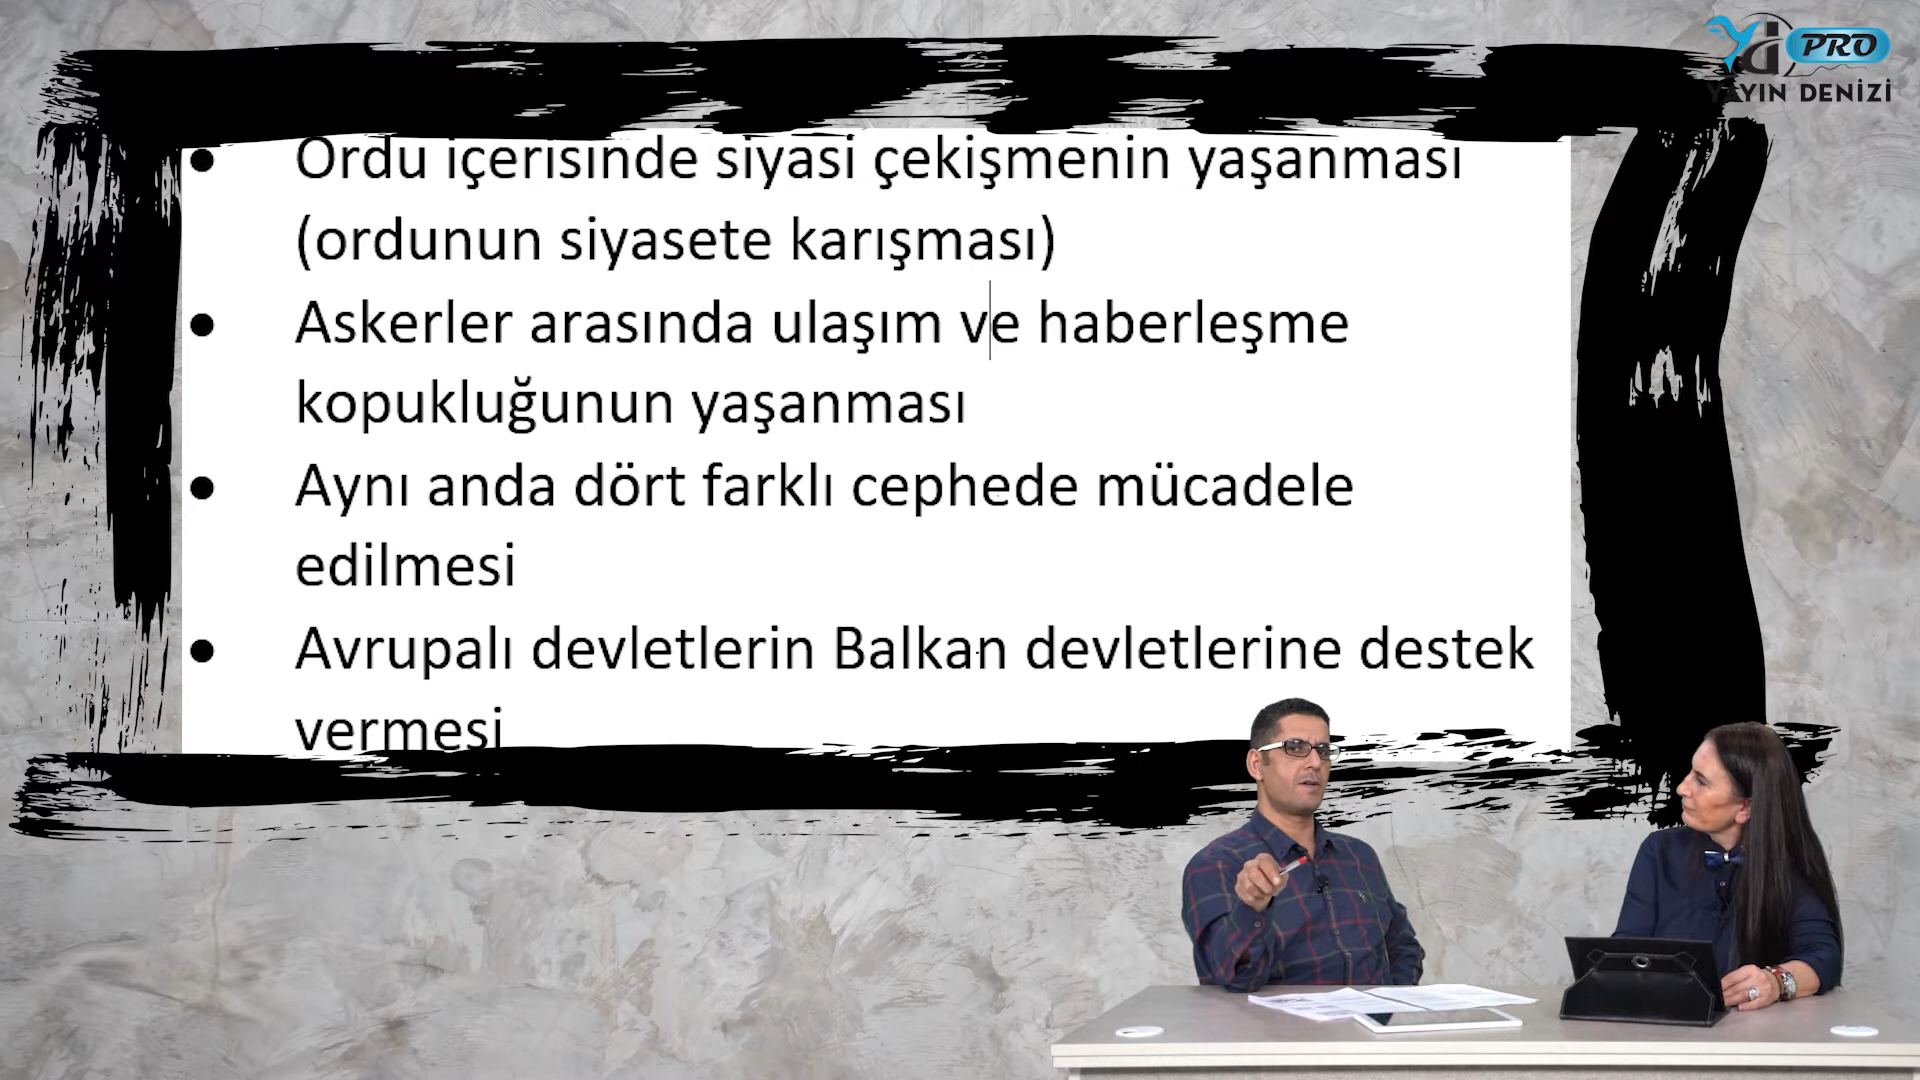 yd PRO
YAYIN DENİZİ
• Ordu içerisinde siyasi çekişmenin yaşanması
(ordunun siyasete karışması)
• Askerler arasında ulaşım ve haberleşme
kopukluğunun yaşanması
• Aynı anda dört farklı cephede mücadele
edilmesi
• Avrupalı devletlerin Balkan devletlerine destek
vermesi